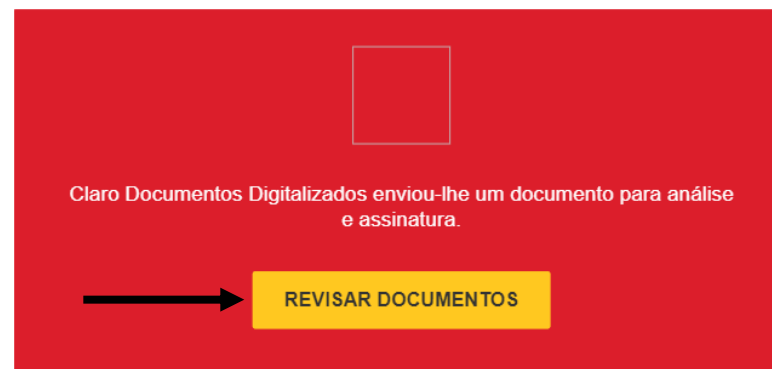 Claro Documentos Digitalizados enviou-lhe um documento para análise
e assinatura.
REVISAR DOCUMENTOS